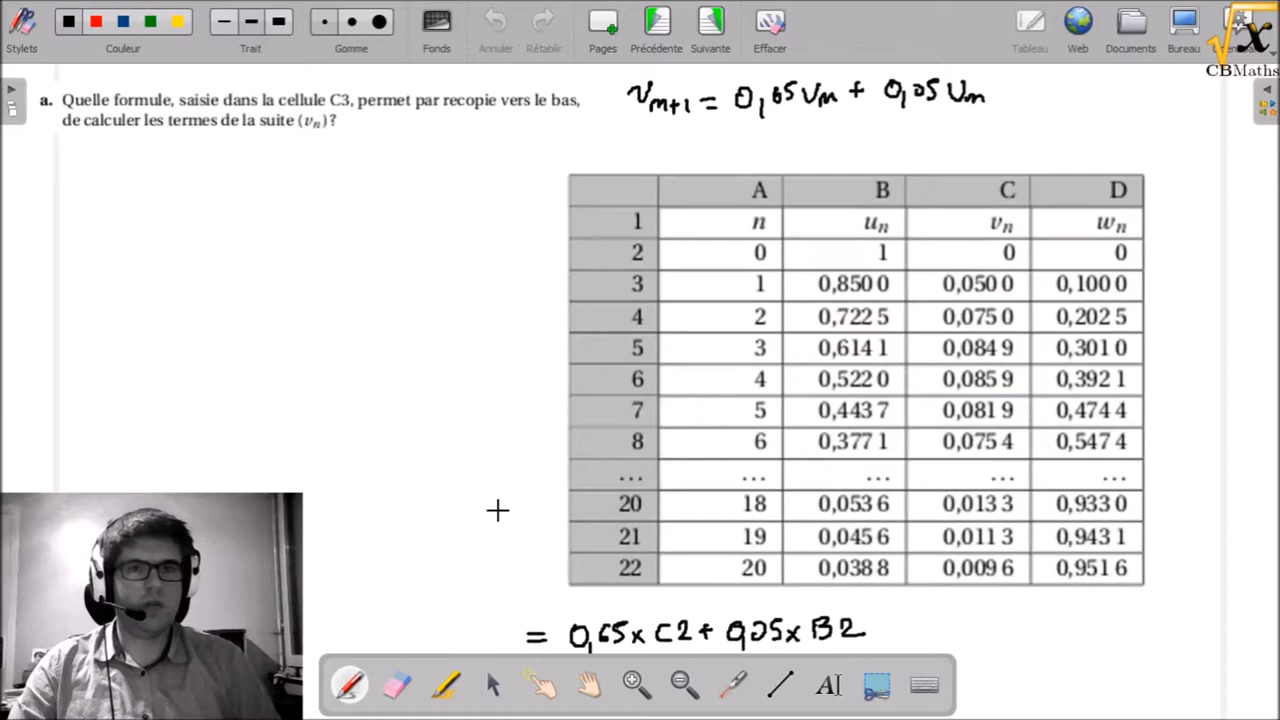 Stylets Couleur Trait Gomme Fonds Annuler Rétablir Pages Précédente Suivante Effacer Tableau Web Documents Bureau
CBMaths
a. Quelle formule, saisie dans la cellule C3, permet par recopie vers le bas,
de calculer les termes de la suite (vn)?
Vn+1 = 0,65Vn + 0,05Un
A B C D
1 n un vn wn
2 0 1 0 0
3 1 0,850 0 0,050 0 0,100 0
4 2 0,722 5 0,075 0 0,202 5
5 3 0,614 1 0,084 9 0,301 0
6 4 0,522 0 0,085 9 0,392 1
7 5 0,443 7 0,081 9 0,474 4
8 6 0,377 1 0,075 4 0,547 4
... ... ... ... ...
20 18 0,053 6 0,013 3 0,933 0
21 19 0,045 6 0,011 3 0,943 1
22 20 0,038 8 0,009 6 0,951 6
= 0,65x C2 + 0,05x B2